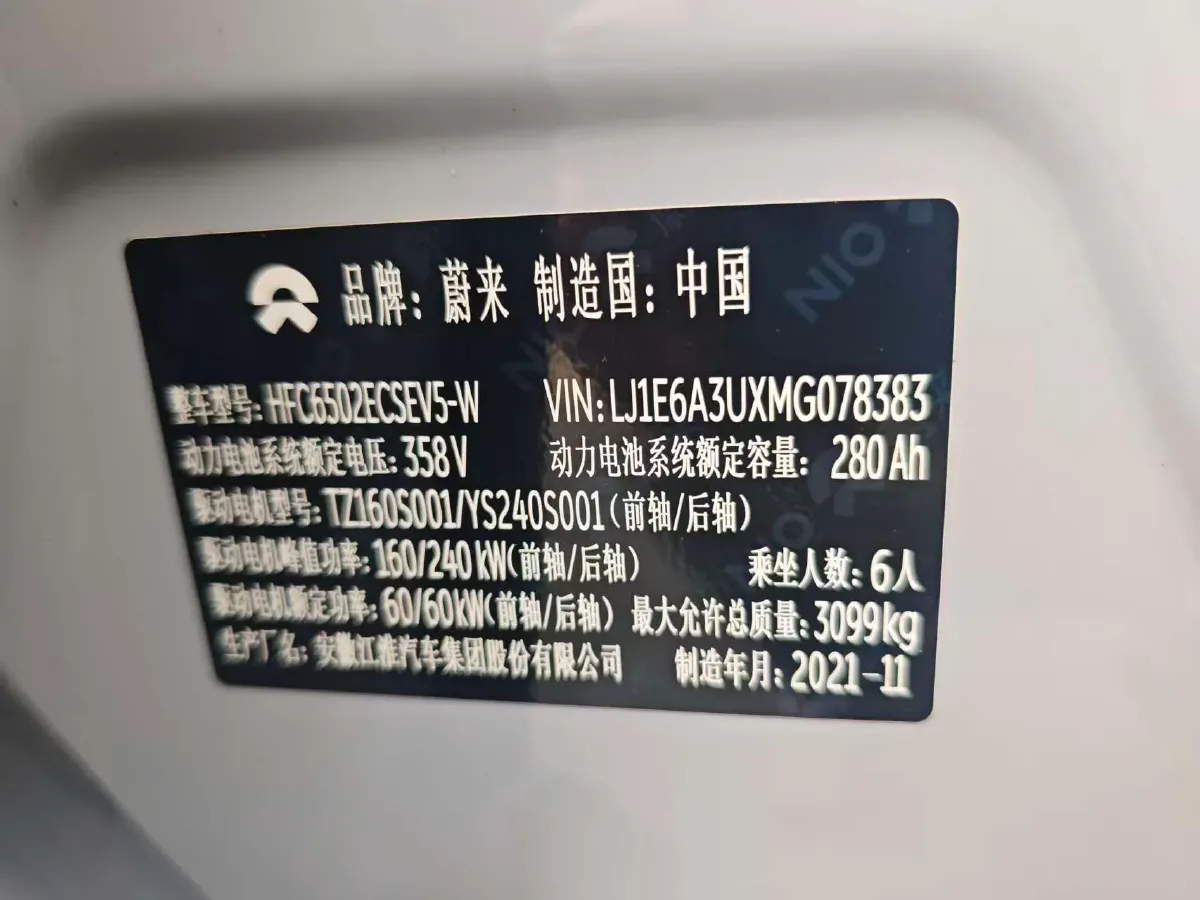 品牌：蔚来 制造国：中国
整车型号：HFC6502ECSEV5-W VIN：LJ1E6A3UXMG078383
动力电池系统额定电压：358V 动力电池系统额定容量：280Ah
驱动电机型号：TZ160S001/YS240S001(前轴/后轴)
驱动电机峰值功率：160/240kW(前轴/后轴) 乘坐人数：6人
驱动电机额定功率：60/60kW(前轴/后轴) 最大允许总质量：3099kg
生产厂名：安徽江淮汽车集团股份有限公司 制造年月：2021-11
NIO
NIO